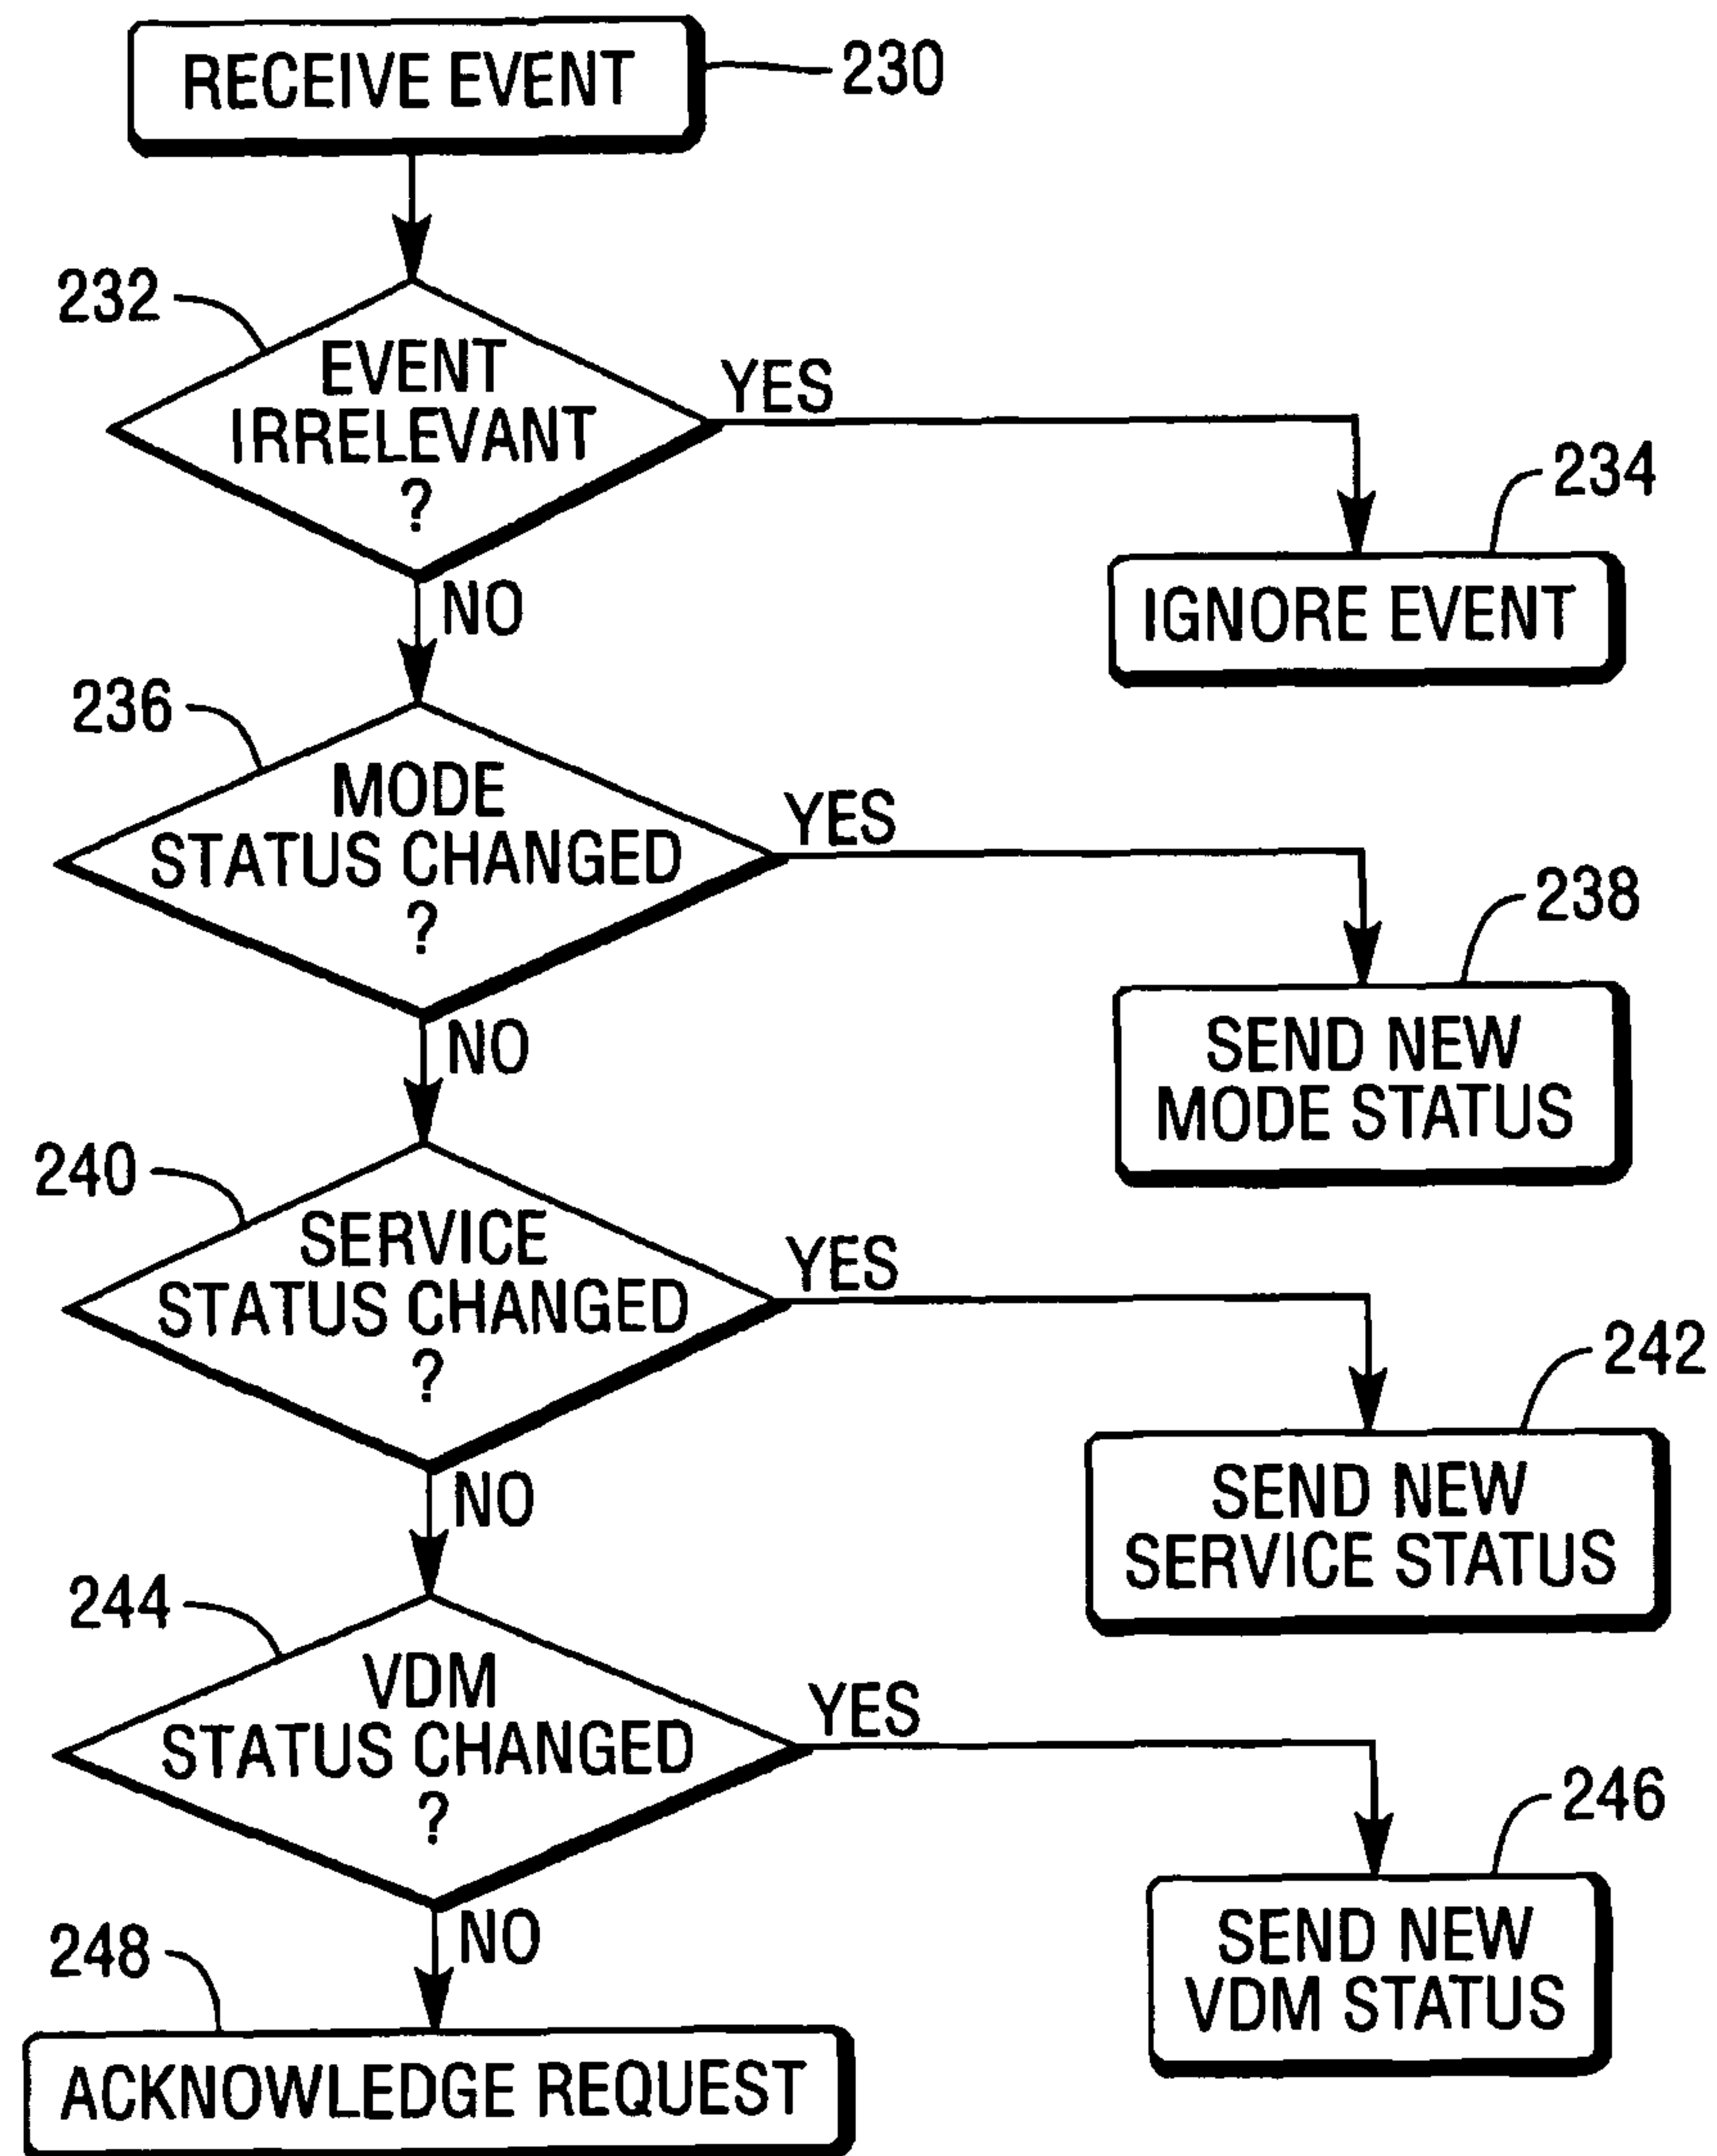 RECEIVE EVENT
230
232
EVENT
IRRELEVANT
?
YES
234
IGNORE EVENT
NO
236
MODE
STATUS CHANGED
?
YES
238
SEND NEW
MODE STATUS
NO
240
SERVICE
STATUS CHANGED
?
YES
242
SEND NEW
SERVICE STATUS
NO
244
VDM
STATUS CHANGED
?
YES
246
SEND NEW
VDM STATUS
NO
248
ACKNOWLEDGE REQUEST